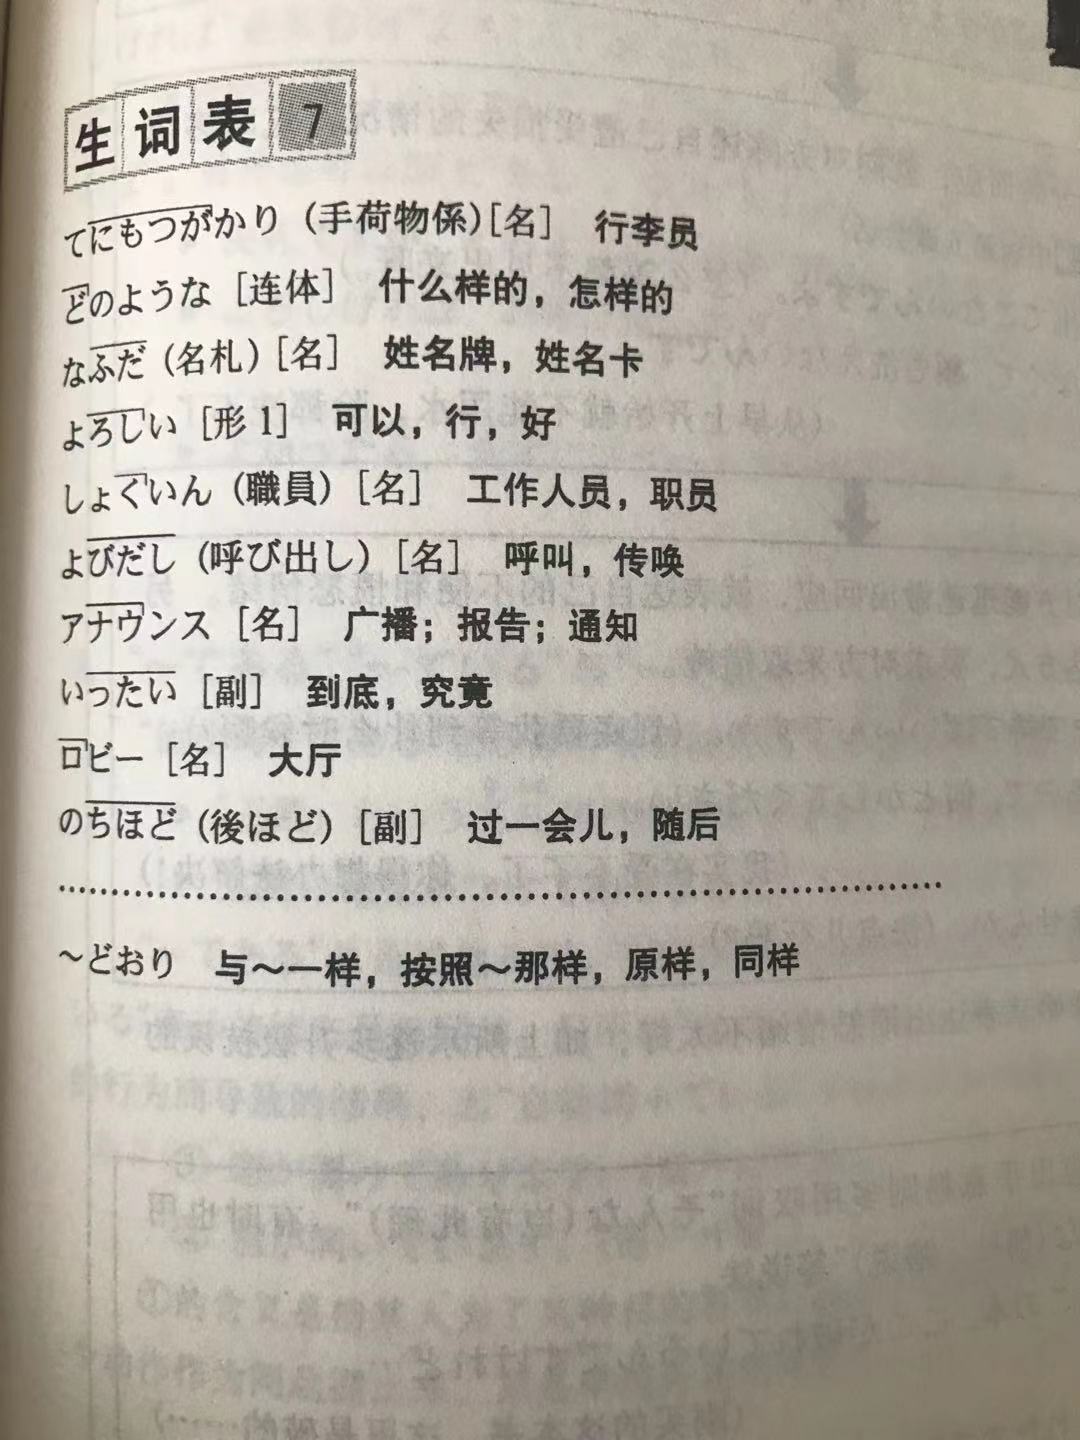 生词表 7
てにもつがかり（手荷物係）［名］ 行李员
どのような［连体］ 什么样的，怎样的
なふだ（名札）［名］ 姓名牌，姓名卡
よろしい［形1］ 可以，行，好
しょくいん（職員）［名］ 工作人员，职员
よびだし（呼び出し）［名］ 呼叫，传唤
アナウンス［名］ 广播；报告；通知
いったい［副］ 到底，究竟
ロビー［名］ 大厅
のちほど（後ほど）［副］ 过一会儿，随后
～どおり 与～一样，按照～那样，原样，同样